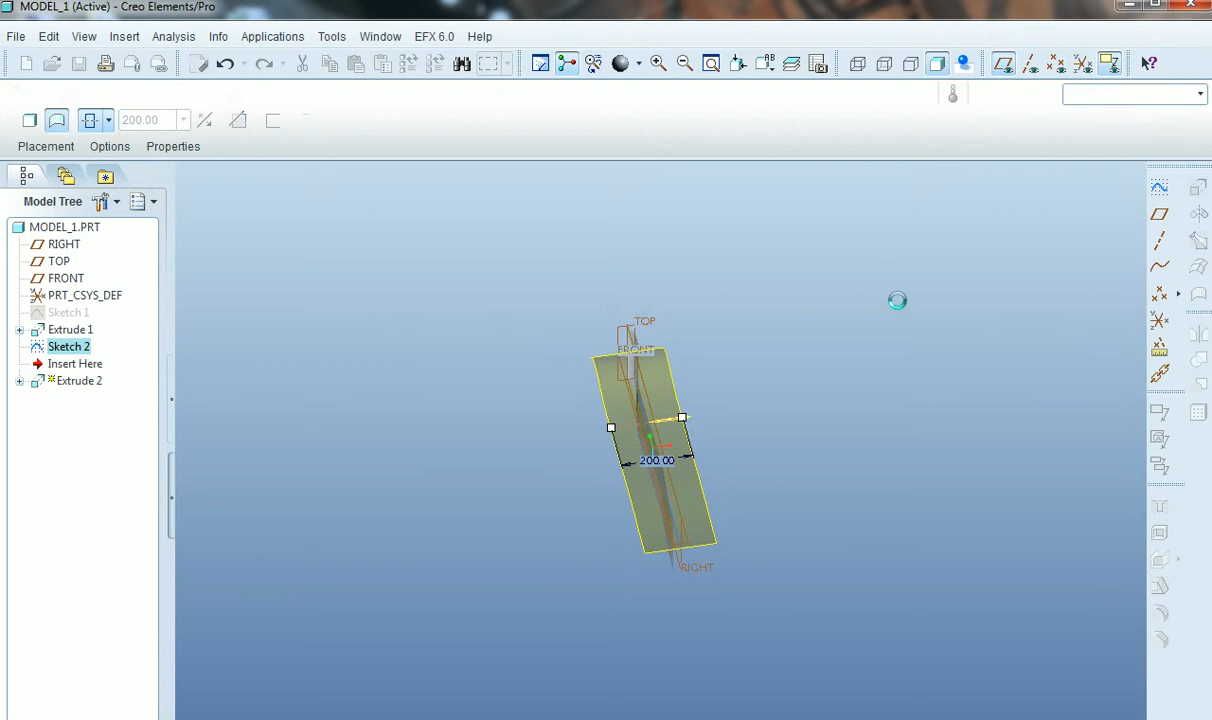 MODEL_1 (Active) - Creo Elements/Pro
File Edit View Insert Analysis Info Applications Tools Window EFX 6.0 Help
200.00
Placement Options Properties
Model Tree
MODEL_1.PRT
RIGHT
TOP
FRONT
PRT_CSYS_DEF
Sketch 1
Extrude 1
Sketch 2
Insert Here
Extrude 2
TOP
FRONT
200.00
RIGHT